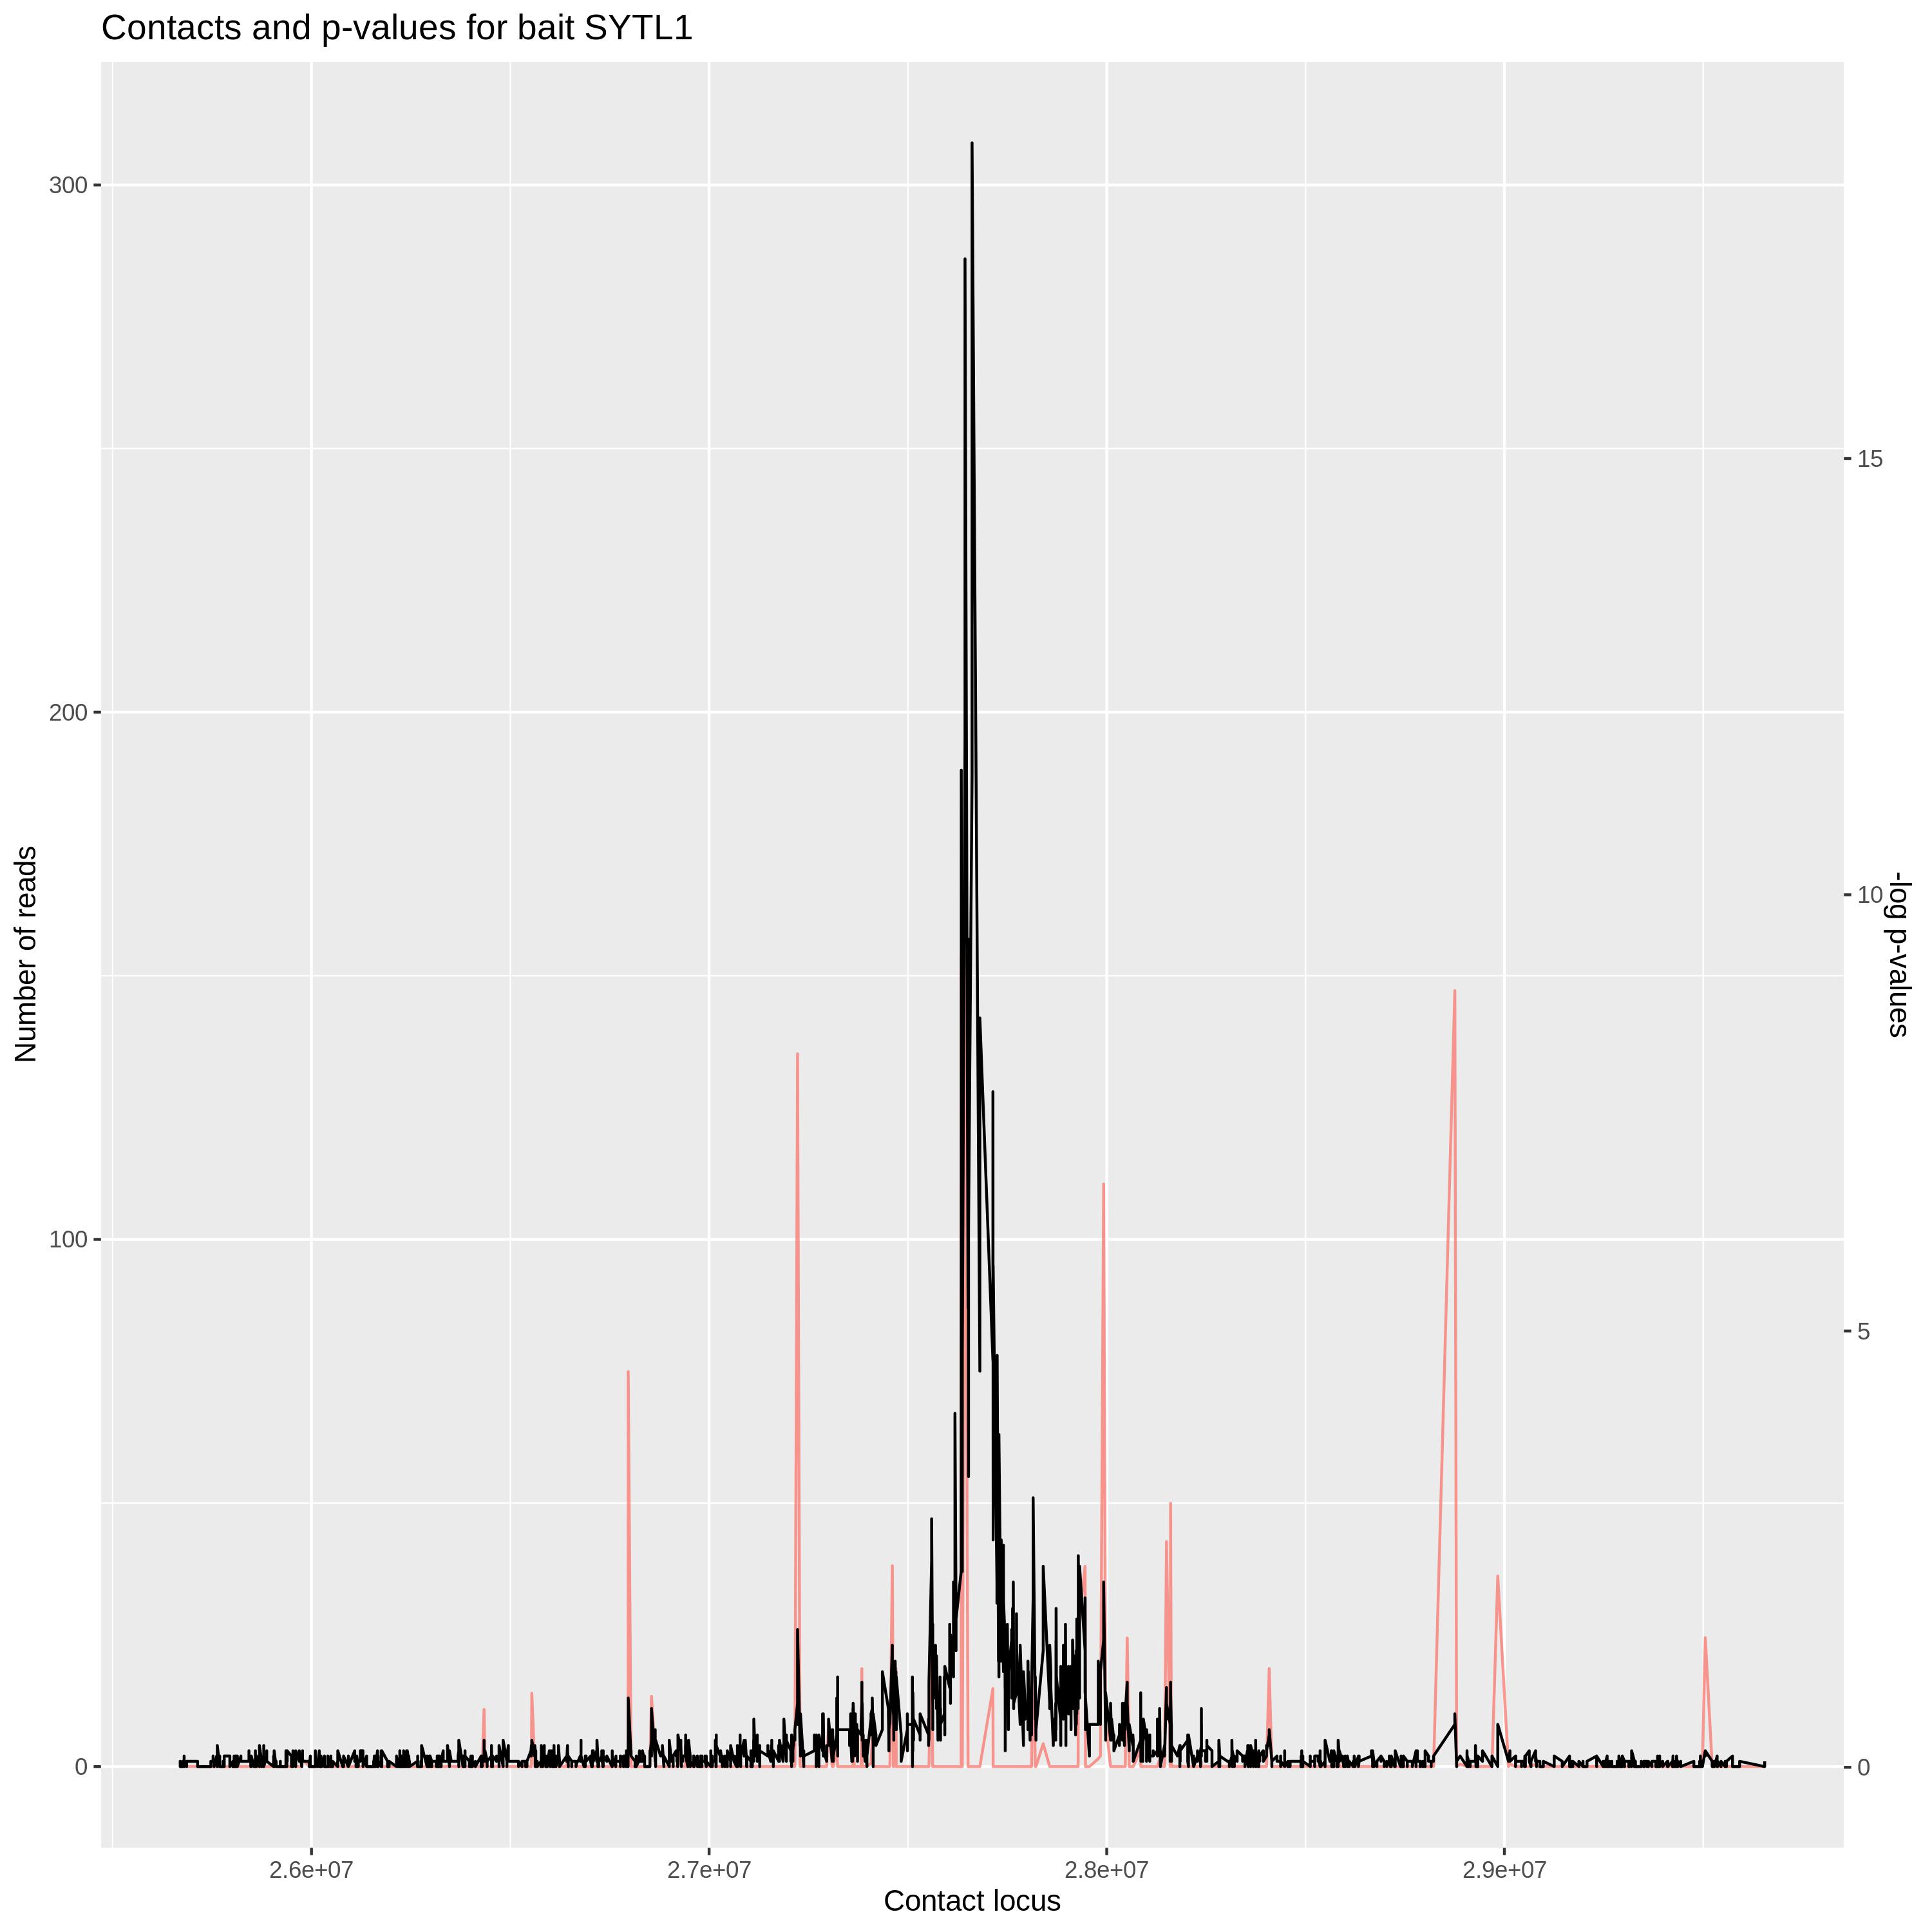 Contacts and p-values for bait SYTL1
300
200
100
0
Number of reads
15
10
5
0
-log p-values
2.6e+07
2.7e+07
2.8e+07
2.9e+07
Contact locus